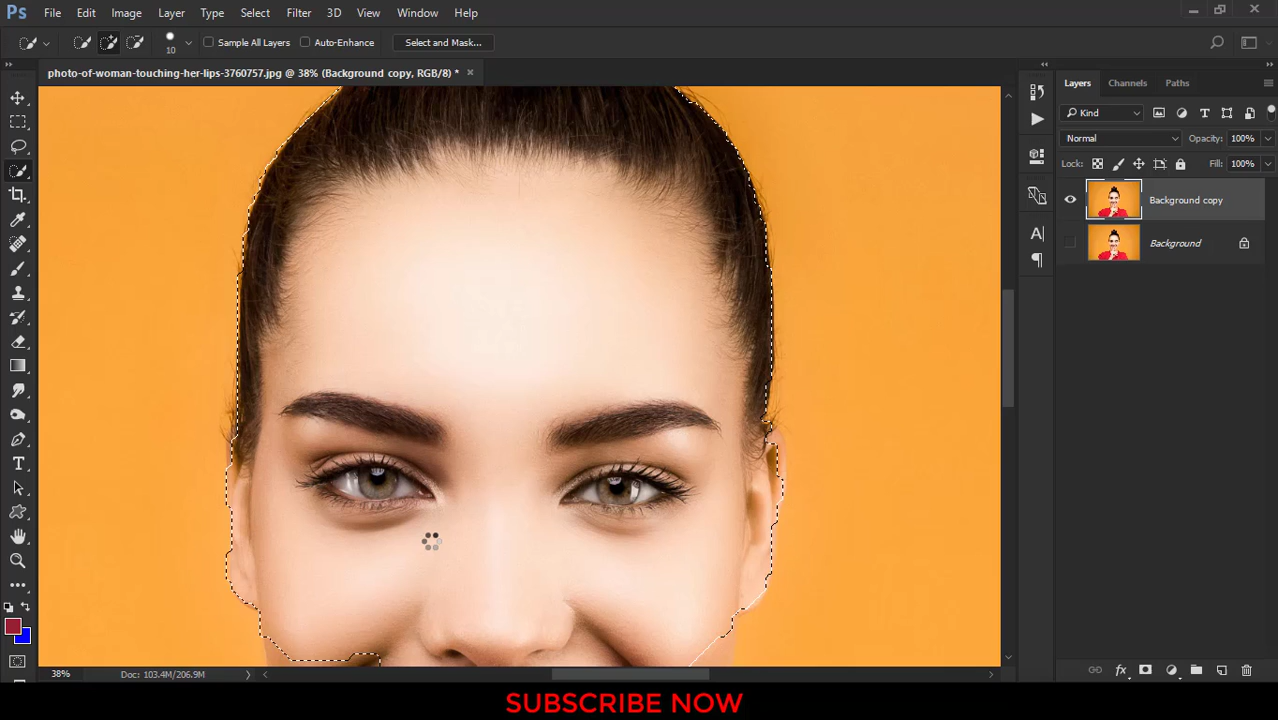 Ps File Edit Image Layer Type Select Filter 3D View Window Help
10 Sample All Layers Auto-Enhance Select and Mask...
photo-of-woman-touching-her-lips-3760757.jpg @ 38% (Background copy, RGB/8) *
Layers Channels Paths
Kind
Normal Opacity: 100%
Lock: Fill: 100%
Background copy
Background
38% Doc: 103.4M/206.9M
SUBSCRIBE NOW